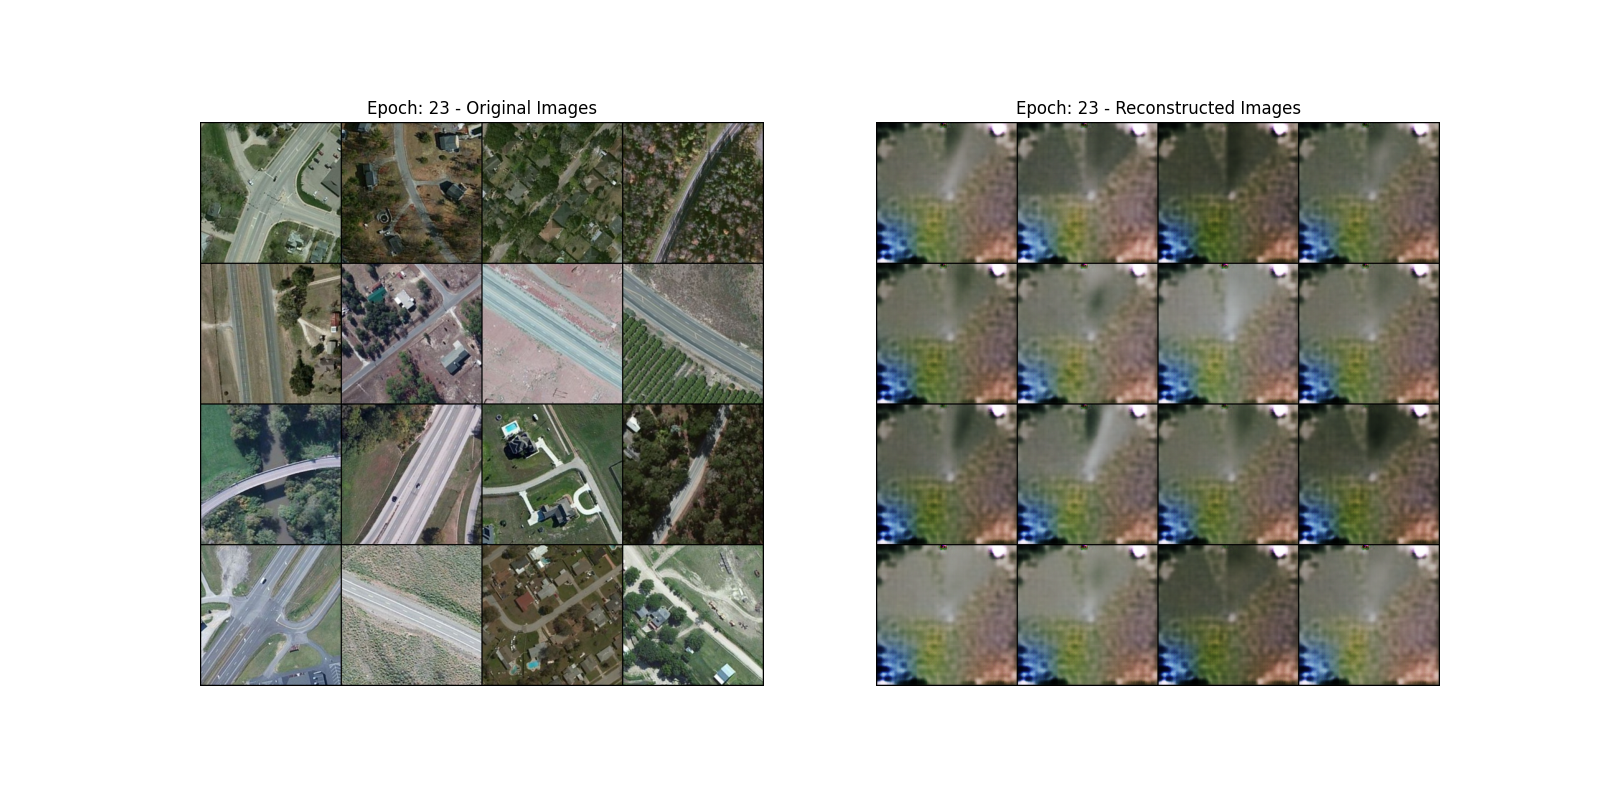 Epoch: 23 - Original Images
Epoch: 23 - Reconstructed Images